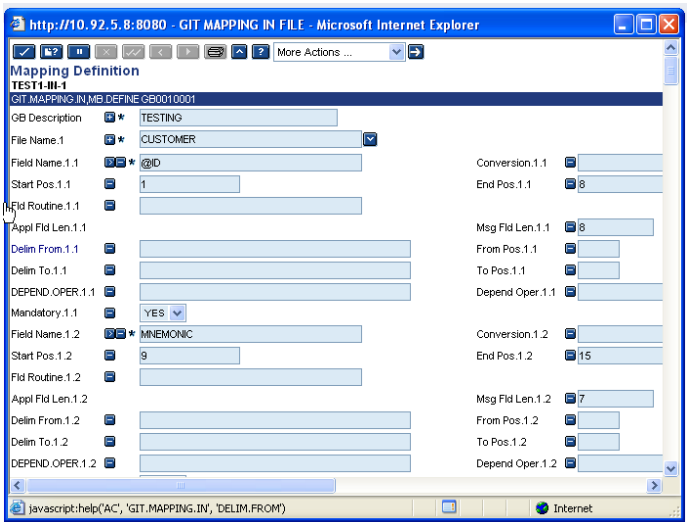 http://10.92.5.8:8080 - GIT MAPPING IN FILE - Microsoft Internet Explorer
More Actions ...
Mapping Definition
TEST1-IN-1
GIT.MAPPING.IN,MB.DEFINE GB0010001
GB Description * TESTING
File Name.1 * CUSTOMER
Field Name.1.1 * @ID Conversion.1.1
Start Pos.1.1 1 End Pos.1.1 8
Fld Routine.1.1
Appl Fld Len.1.1 Msg Fld Len.1.1 8
Delim From.1.1 From Pos.1.1
Delim To.1.1 To Pos.1.1
DEPEND.OPER.1.1 Depend Oper.1.1
Mandatory.1.1 YES
Field Name.1.2 * MNEMONIC Conversion.1.2
Start Pos.1.2 9 End Pos.1.2 15
Fld Routine.1.2
Appl Fld Len.1.2 Msg Fld Len.1.2 7
Delim From.1.2 From Pos.1.2
Delim To.1.2 To Pos.1.2
DEPEND.OPER.1.2 Depend Oper.1.2
javascript:help('AC', 'GIT.MAPPING.IN', 'DELIM.FROM') Internet